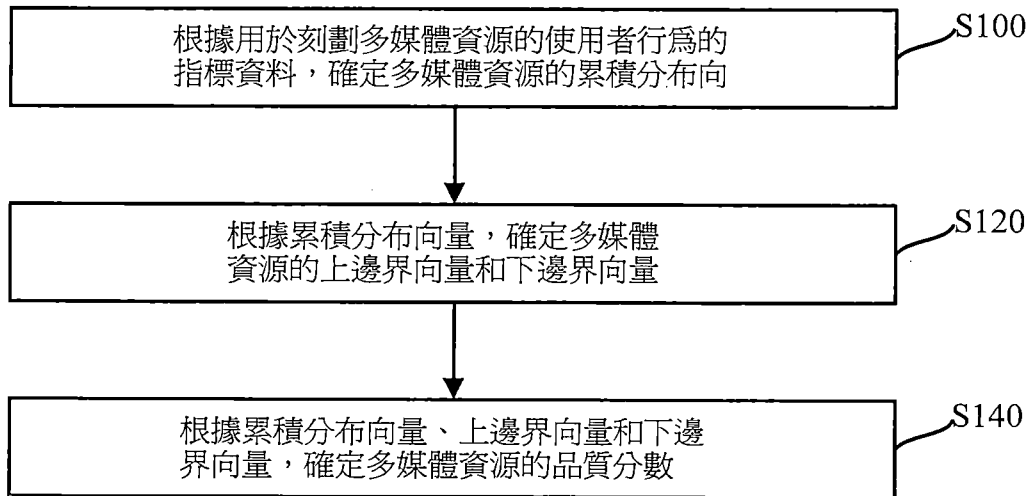 根據用於刻劃多媒體資源的使用者行爲的
指標資料，確定多媒體資源的累積分布向
S100
根據累積分布向量，確定多媒體
資源的上邊界向量和下邊界向量
S120
根據累積分布向量、上邊界向量和下邊
界向量，確定多媒體資源的品質分數
S140